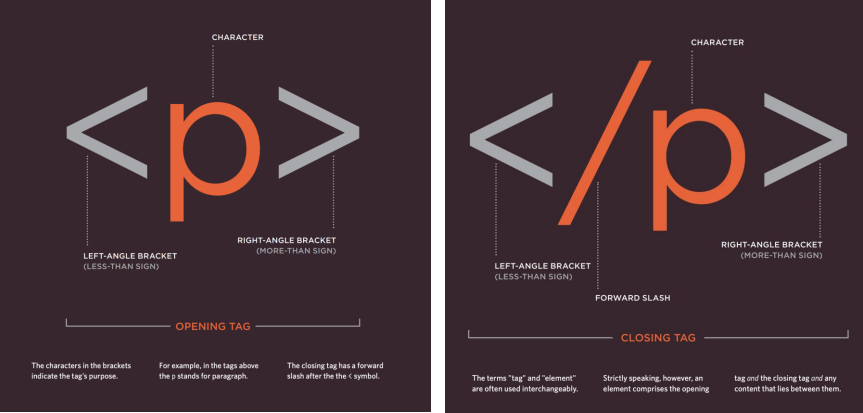 CHARACTER
<p>
LEFT-ANGLE BRACKET
(LESS-THAN SIGN)
RIGHT-ANGLE BRACKET
(MORE-THAN SIGN)
OPENING TAG
The characters in the brackets
indicate the tag's purpose.
For example, in the tags above
the p stands for paragraph.
The closing tag has a forward
slash after the the < symbol.
CHARACTER
</p>
LEFT-ANGLE BRACKET
(LESS-THAN SIGN)
FORWARD SLASH
RIGHT-ANGLE BRACKET
(MORE-THAN SIGN)
CLOSING TAG
The terms "tag" and "element"
are often used interchangeably.
Strictly speaking, however, an
element comprises the opening
tag and the closing tag and any
content that lies between them.